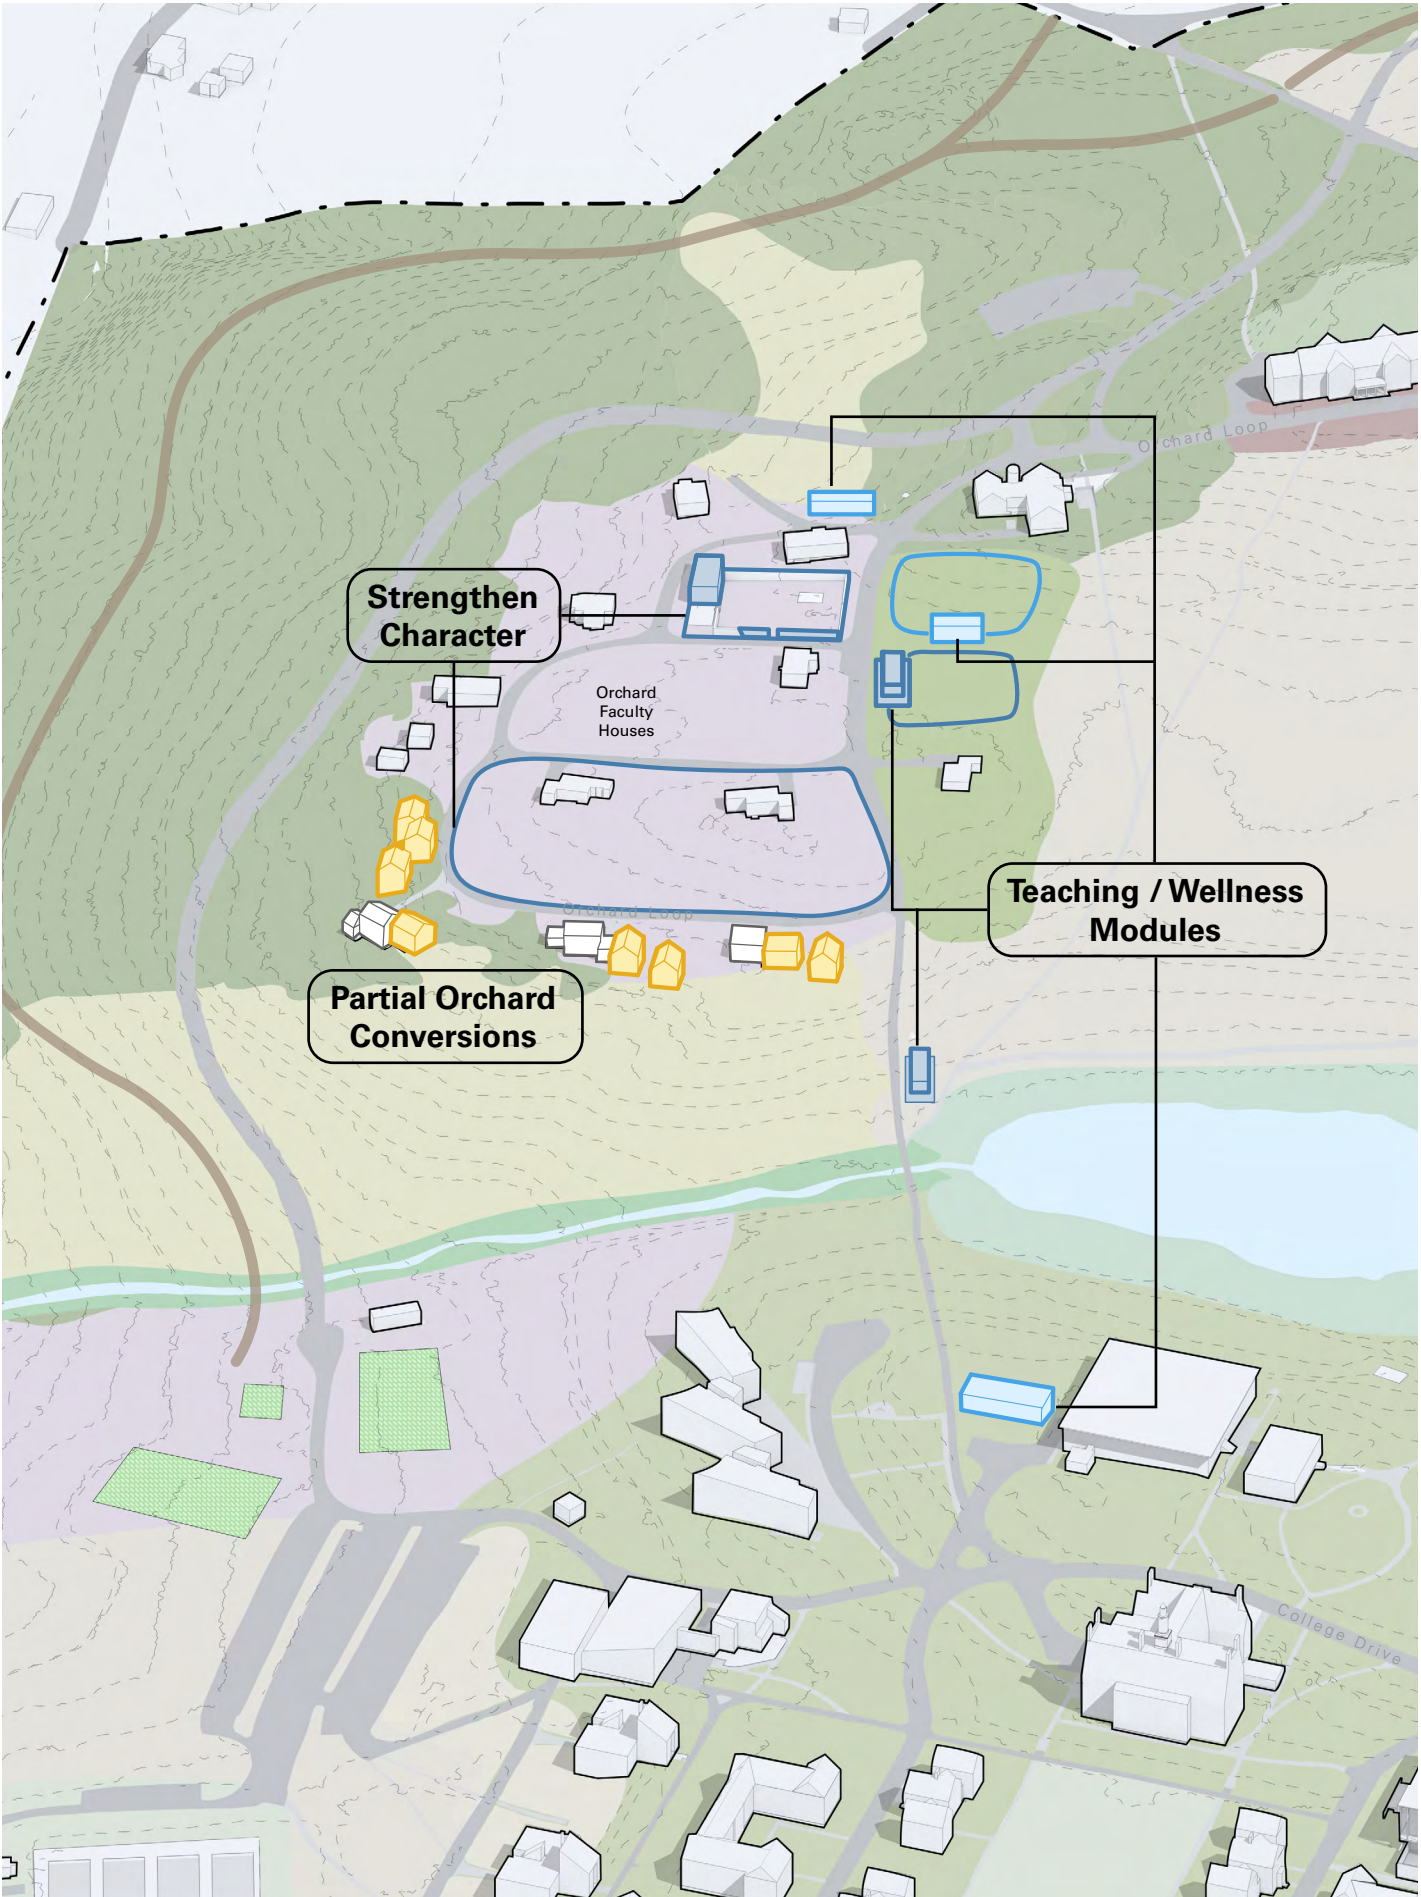 Orchard Loop
Strengthen
Character
Orchard
Faculty
Houses
Teaching / Wellness
Modules
Orchard Loop
Partial Orchard
Conversions
College Drive